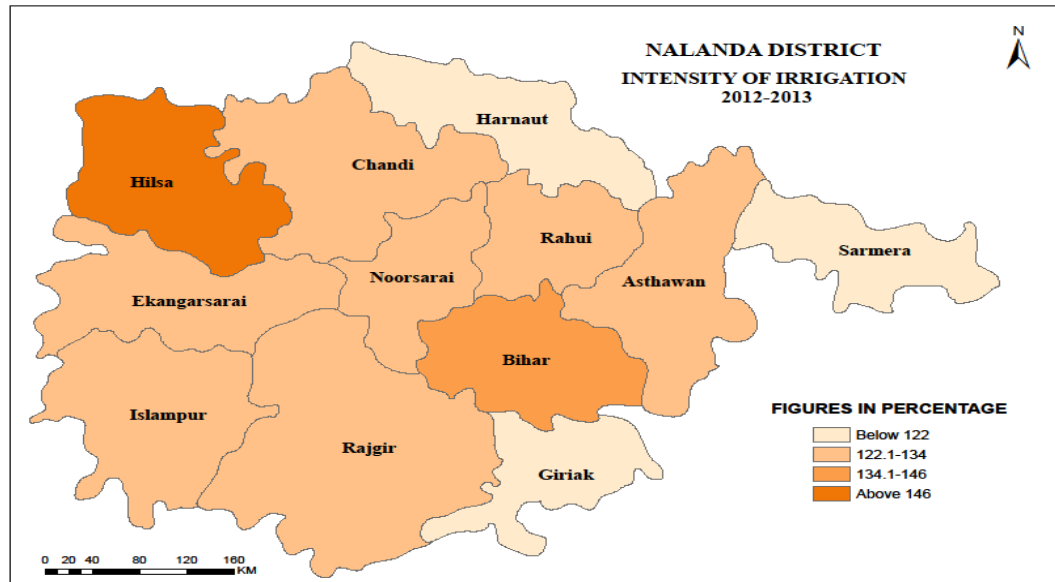 NALANDA DISTRICT
INTENSITY OF IRRIGATION
2012-2013
N
Harnaut
Chandi
Hilsa
Rahui
Sarmera
Noorsarai
Asthawan
Ekangarsarai
Bihar
Islampur
Rajgir
Giriak
FIGURES IN PERCENTAGE
Below 122
122.1-134
134.1-146
Above 146
0 20 40 80 120 160
KM